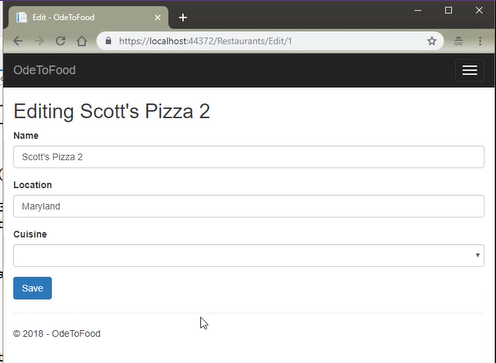 Edit - OdeToFood
https://localhost:44372/Restaurants/Edit/1
OdeToFood
Editing Scott's Pizza 2
Name
Scott's Pizza 2
Location
Maryland
Cuisine
Save
© 2018 - OdeToFood